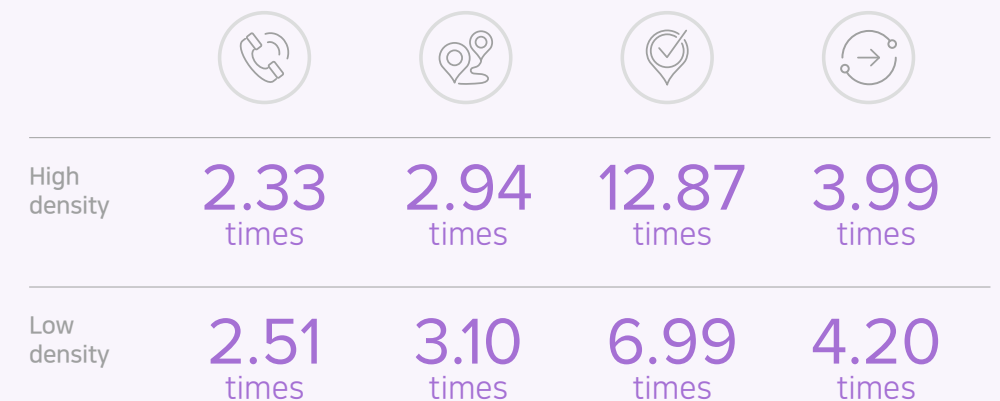 High
density
2.33 2.94 12.87 3.99
times times times times
Low
density
2.51 3.10 6.99 4.20
times times times times